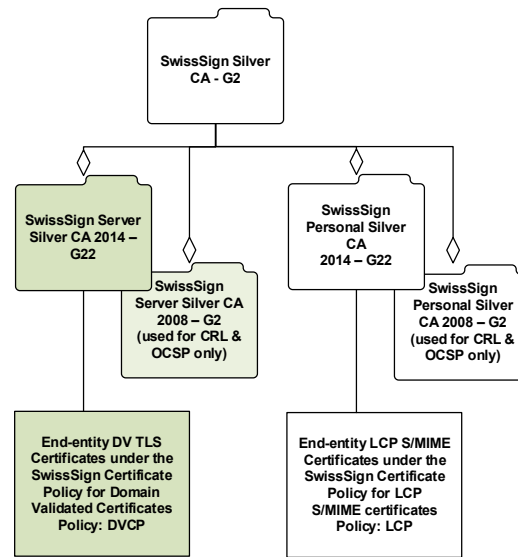 SwissSign Silver
CA - G2
SwissSign Server
Silver CA 2014 –
G22
SwissSign
Server Silver CA
2008 – G2
(used for CRL &
OCSP only)
SwissSign
Personal Silver
CA
2014 – G22
SwissSign
Personal Silver
CA 2008 – G2
(used for CRL &
OCSP only)
End-entity DV TLS
Certificates under the
SwissSign Certificate
Policy for Domain
Validated Certificates
Policy: DVCP
End-entity LCP S/MIME
Certificates under the
SwissSign Certificate
Policy for LCP
S/MIME certificates
Policy: LCP